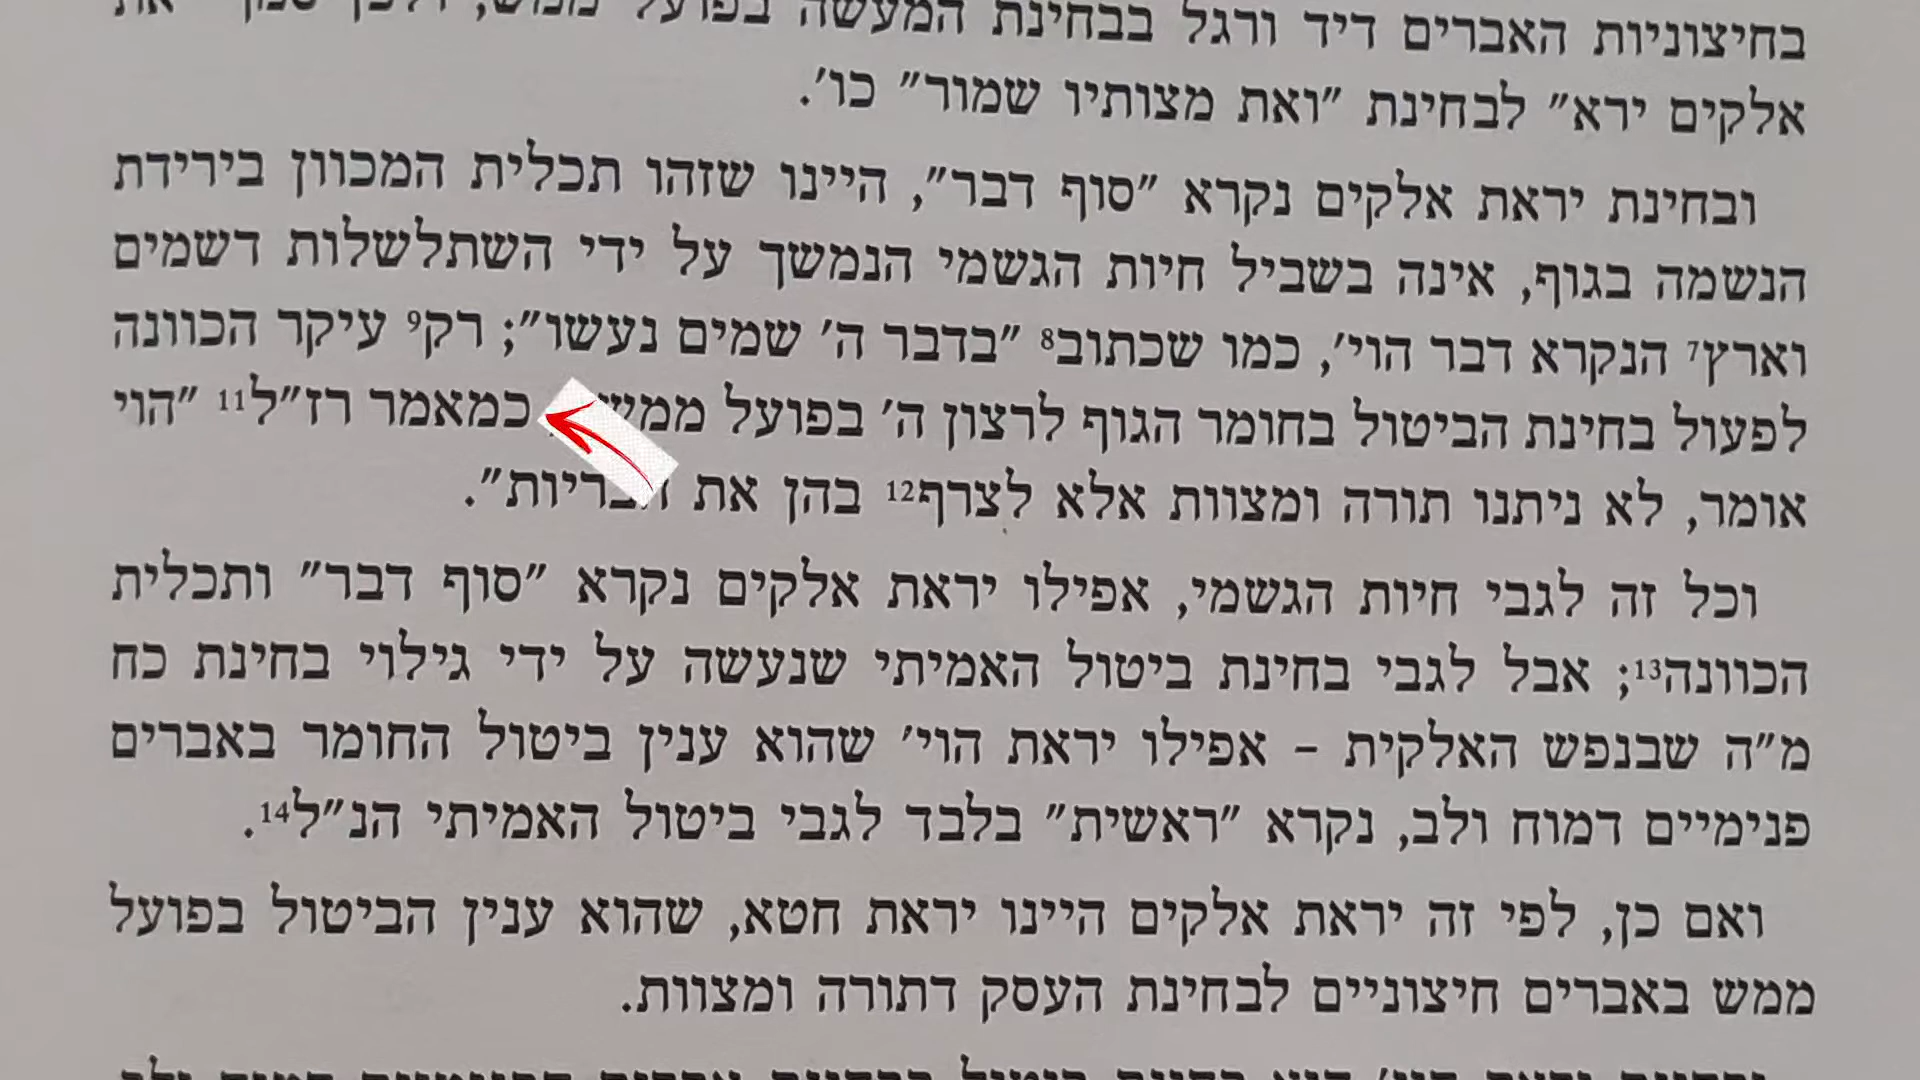 בחיצוניות האברים דיד ורגל בבחינת המעשה בפועל ממש, ולכן
אלקים ירא" לבחינת "ואת מצותיו שמור" כו'.
ובחינת יראת אלקים נקרא "סוף דבר", היינו שזהו תכלית המכוון בירידת
הנשמה בגוף, אינה בשביל חיות הגשמי הנמשך על ידי השתלשלות דשמים
וארץ7 הנקרא דבר הוי', כמו שכתוב8 "בדבר ה' שמים נעשו"; רק9 עיקר הכוונה
לפעול בחינת הביטול בחומר הגוף לרצון ה' בפועל ממש כמאמר רז"ל11 "הוי
אומר, לא ניתנו תורה ומצוות אלא לצרף12 בהן את הבריות".
וכל זה לגבי חיות הגשמי, אפילו יראת אלקים נקרא "סוף דבר" ותכלית
הכוונה13; אבל לגבי בחינת ביטול האמיתי שנעשה על ידי גילוי בחינת כח
מ"ה שבנפש האלקית – אפילו יראת הוי' שהוא ענין ביטול החומר באברים
פנימיים דמוח ולב, נקרא "ראשית" בלבד לגבי ביטול האמיתי הנ"ל14.
ואם כן, לפי זה יראת אלקים היינו יראת חטא, שהוא ענין הביטול בפועל
ממש באברים חיצוניים לבחינת העסק דתורה ומצוות.